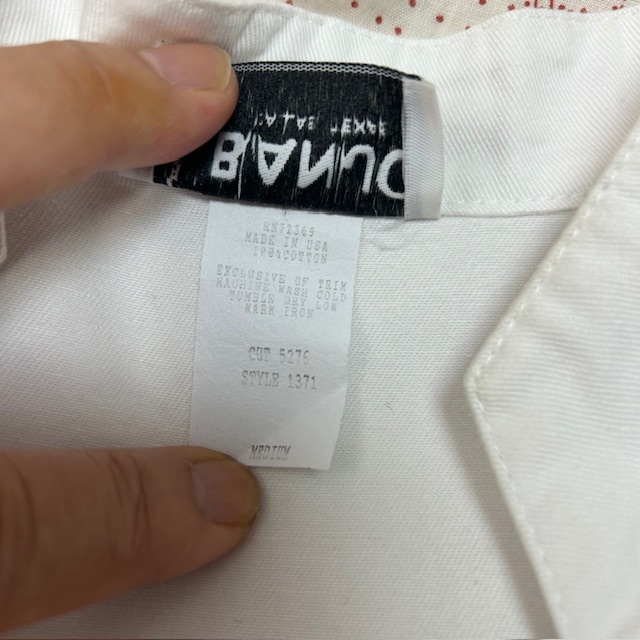 RN72369
MADE IN USA
100%COTTON
EXCLUSIVE OF TRIM
MACHINE WASH COLD
TUMBLE DRY LOW
WARM IRON
CUT 5276
STYLE 1371
MEDIUM